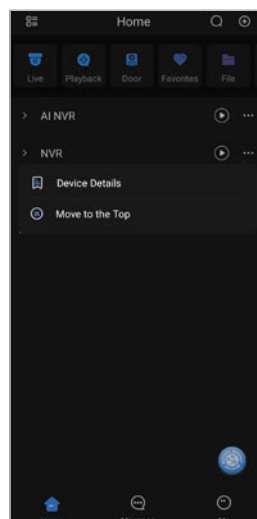 Home
Live Playback Door Favorites File
AI NVR
NVR
Device Details
Move to the Top